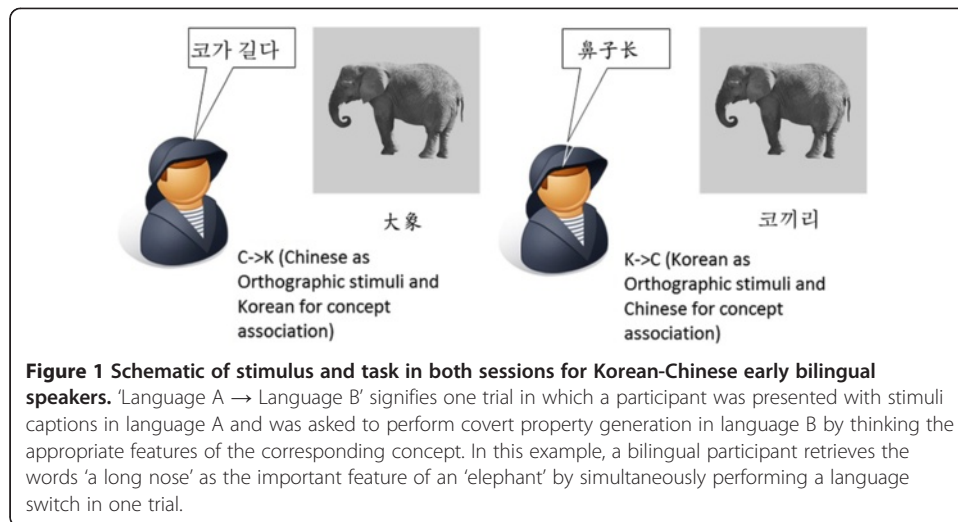 코가 길다
鼻子长
大象
코끼리
C->K (Chinese as
Orthographic stimuli and
Korean for concept
association)
K->C (Korean as
Orthographic stimuli and
Chinese for concept
association)
Figure 1 Schematic of stimulus and task in both sessions for Korean-Chinese early bilingual
speakers. 'Language A → Language B' signifies one trial in which a participant was presented with stimuli
captions in language A and was asked to perform covert property generation in language B by thinking the
appropriate features of the corresponding concept. In this example, a bilingual participant retrieves the
words 'a long nose' as the important feature of an 'elephant' by simultaneously performing a language
switch in one trial.